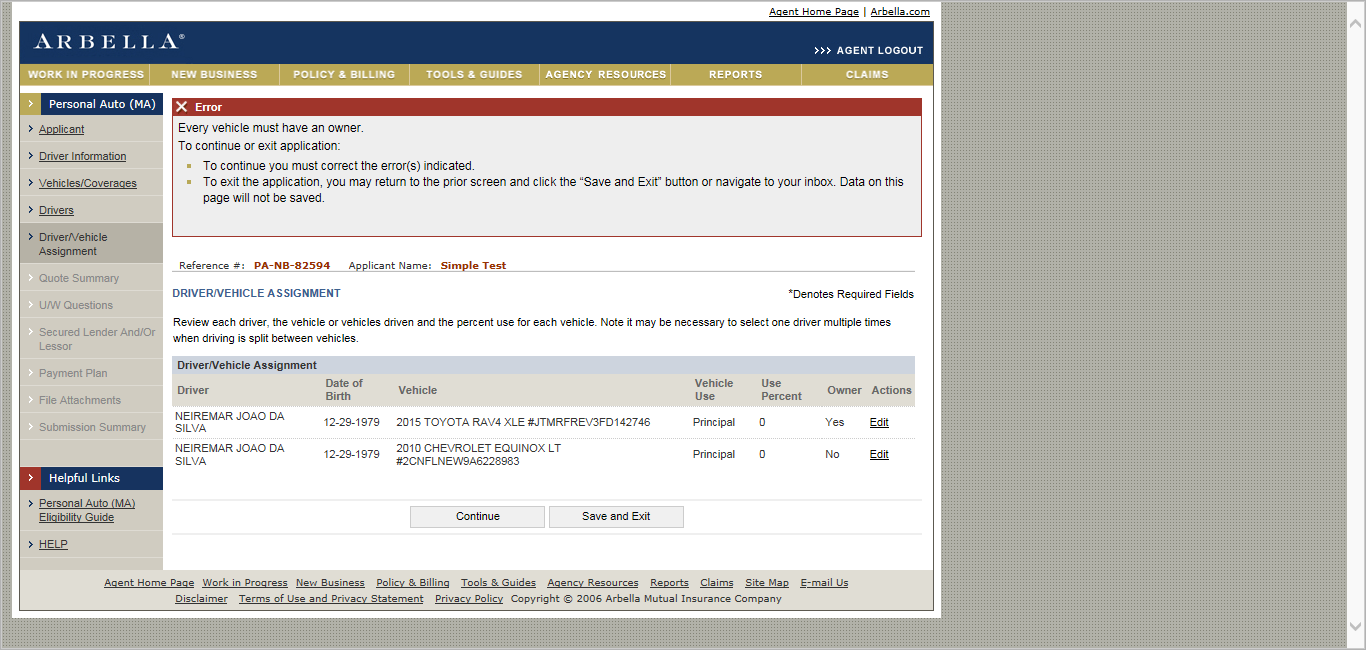 Agent Home Page | Arbella.com
ARBELLA®
>>> AGENT LOGOUT
WORK IN PROGRESS NEW BUSINESS POLICY & BILLING TOOLS & GUIDES AGENCY RESOURCES REPORTS CLAIMS
Personal Auto (MA)
Applicant
Driver Information
Vehicles/Coverages
Drivers
Driver/Vehicle
Assignment
Quote Summary
U/W Questions
Secured Lender And/Or
Lessor
Payment Plan
File Attachments
Submission Summary
Helpful Links
Personal Auto (MA)
Eligibility Guide
HELP
Error
Every vehicle must have an owner.
To continue or exit application:
To continue you must correct the error(s) indicated.
To exit the application, you may return to the prior screen and click the “Save and Exit” button or navigate to your inbox. Data on this
page will not be saved.
Reference #: PA-NB-82594 Applicant Name: Simple Test
DRIVER/VEHICLE ASSIGNMENT
*Denotes Required Fields
Review each driver, the vehicle or vehicles driven and the percent use for each vehicle. Note it may be necessary to select one driver multiple times
when driving is split between vehicles.
Driver/Vehicle Assignment
Driver Date of Birth Vehicle Vehicle Use Use Percent Owner Actions
NEIREMAR JOAO DA
SILVA
12-29-1979 2015 TOYOTA RAV4 XLE #JTMRFREV3FD142746 Principal 0 Yes Edit
NEIREMAR JOAO DA
SILVA
12-29-1979
2010 CHEVROLET EQUINOX LT
#2CNFLNEW9A6228983
Principal 0 No Edit
Continue Save and Exit
Agent Home Page Work in Progress New Business Policy & Billing Tools & Guides Agency Resources Reports Claims Site Map E-mail Us
Disclaimer Terms of Use and Privacy Statement Privacy Policy Copyright © 2006 Arbella Mutual Insurance Company